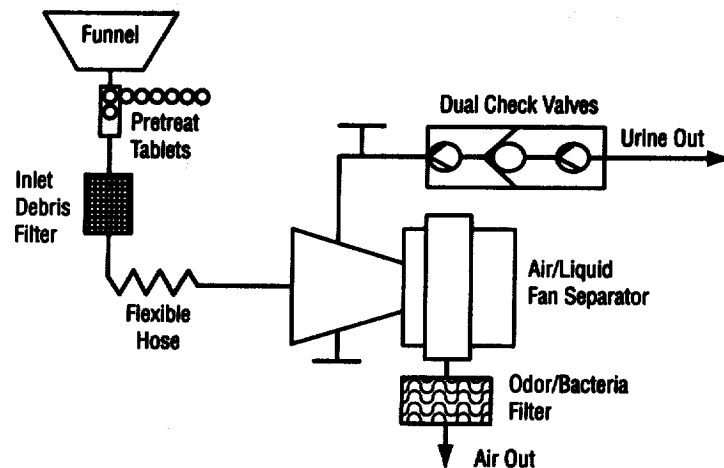 Funnel
Pretreat
Tablets
Inlet
Debris
Filter
Flexible
Hose
Dual Check Valves
Urine Out
Air/Liquid
Fan Separator
Odor/Bacteria
Filter
Air Out